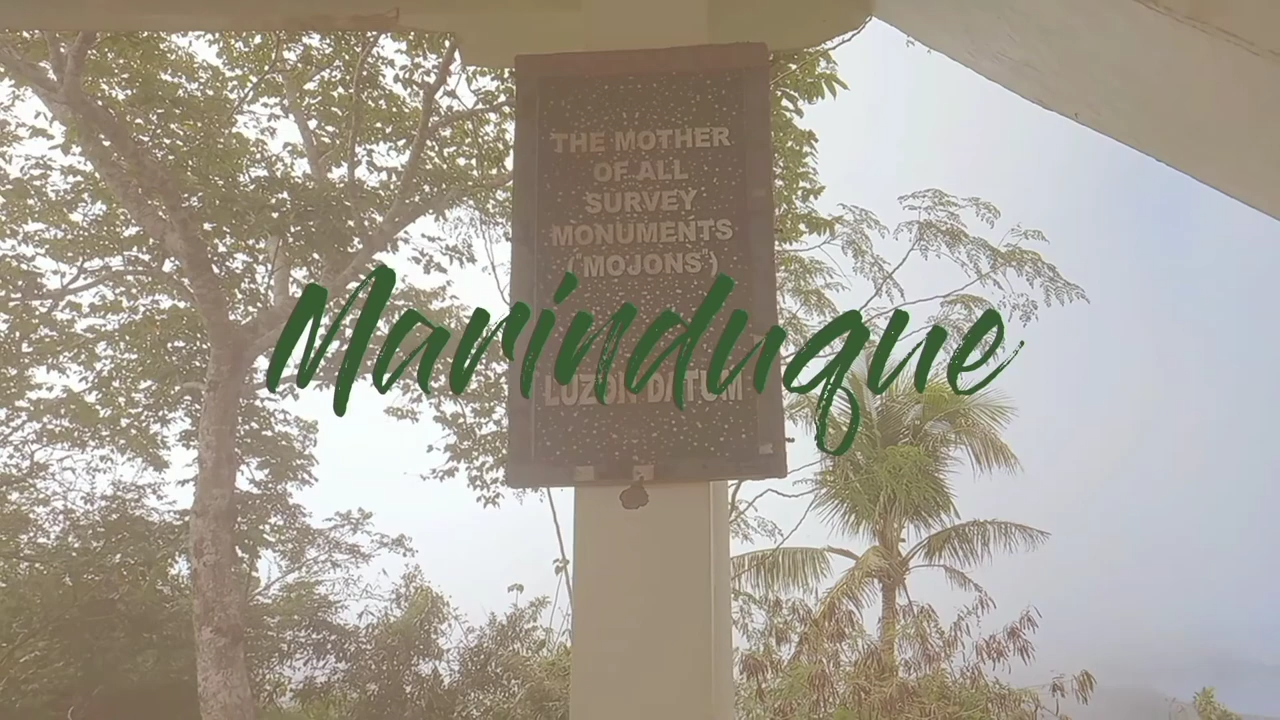 THE MOTHER
OF ALL
SURVEY
MONUMENTS
("MOJONS")
Marinduque
LUZON DATUM